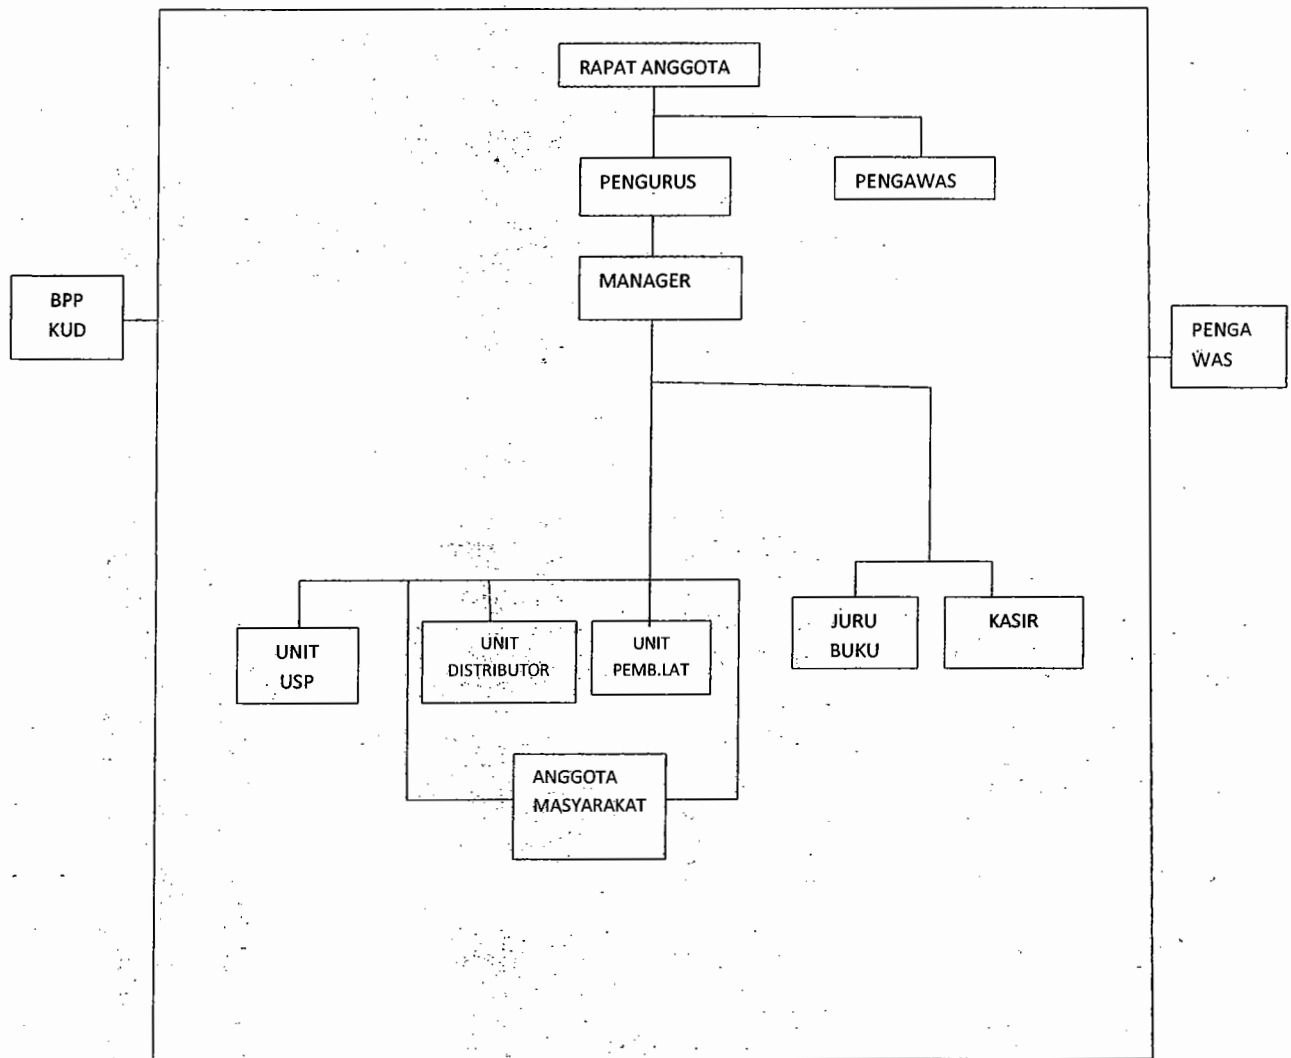 RAPAT ANGGOTA
PENGURUS
PENGAWAS
MANAGER
BPP
KUD
PENGA
WAS
UNIT
USP
UNIT
DISTRIBUTOR
UNIT
PEMB.LAT
JURU
BUKU
KASIR
ANGGOTA
MASYARAKAT